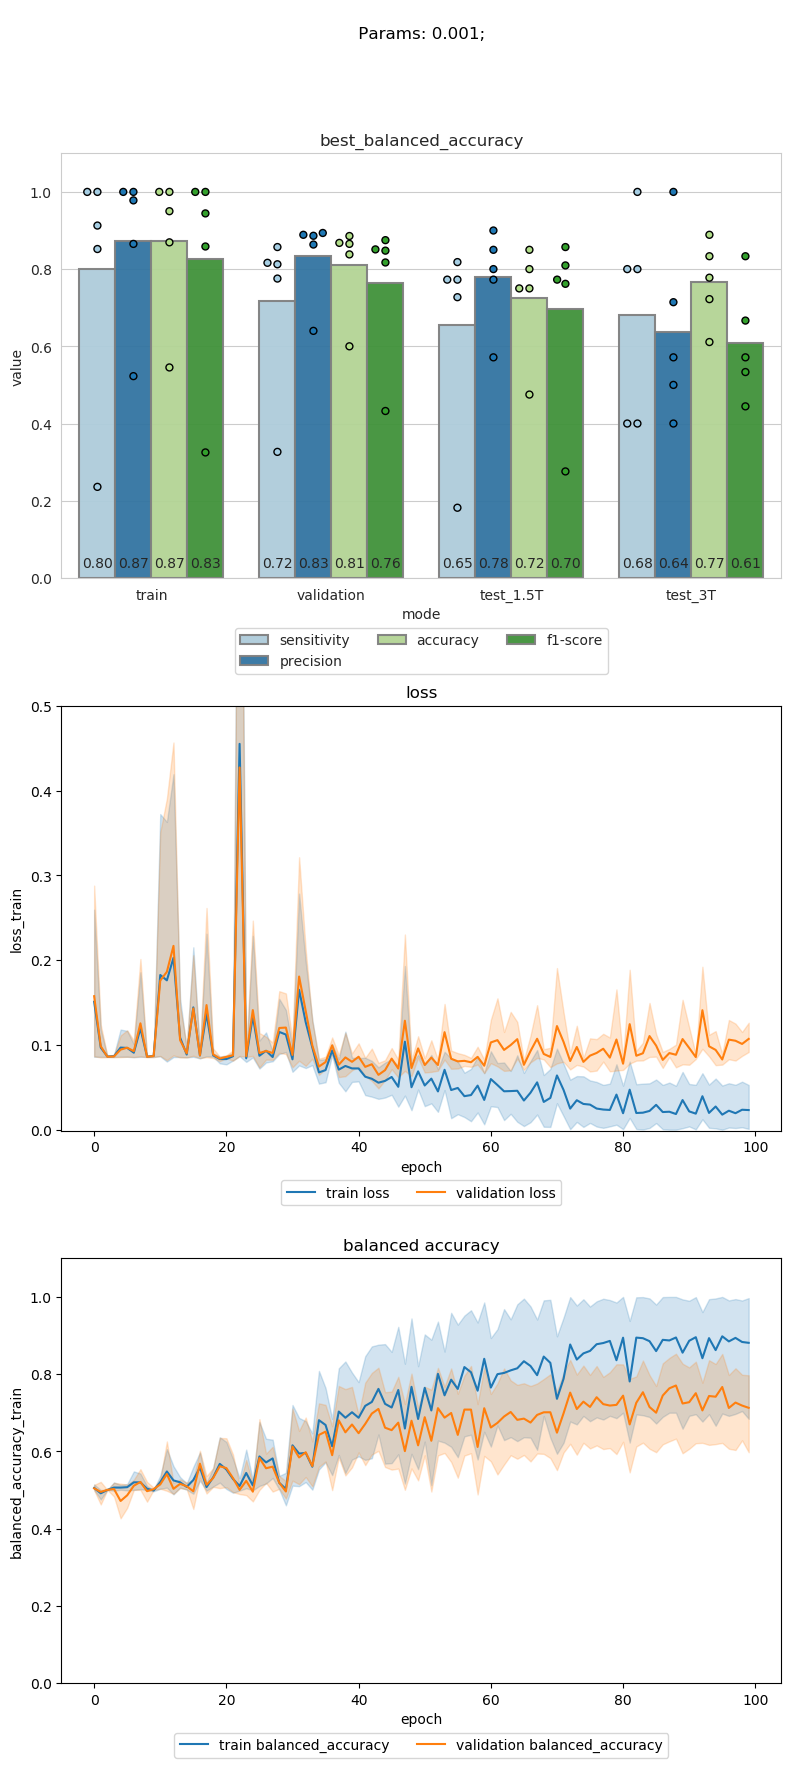 Params: 0.001;
best_balanced_accuracy
value
1.0
0.8
0.6
0.4
0.2
0.0
0.80 0.87 0.87 0.83 0.72 0.83 0.81 0.76 0.65 0.78 0.72 0.70 0.68 0.64 0.77 0.61
train validation test_1.5T test_3T
mode
sensitivity accuracy f1-score
precision
loss
loss_train
0.5
0.4
0.3
0.2
0.1
0.0
0 20 40 60 80 100
epoch
train loss validation loss
balanced accuracy
balanced_accuracy_train
1.0
0.8
0.6
0.4
0.2
0.0
0 20 40 60 80 100
epoch
train balanced_accuracy validation balanced_accuracy